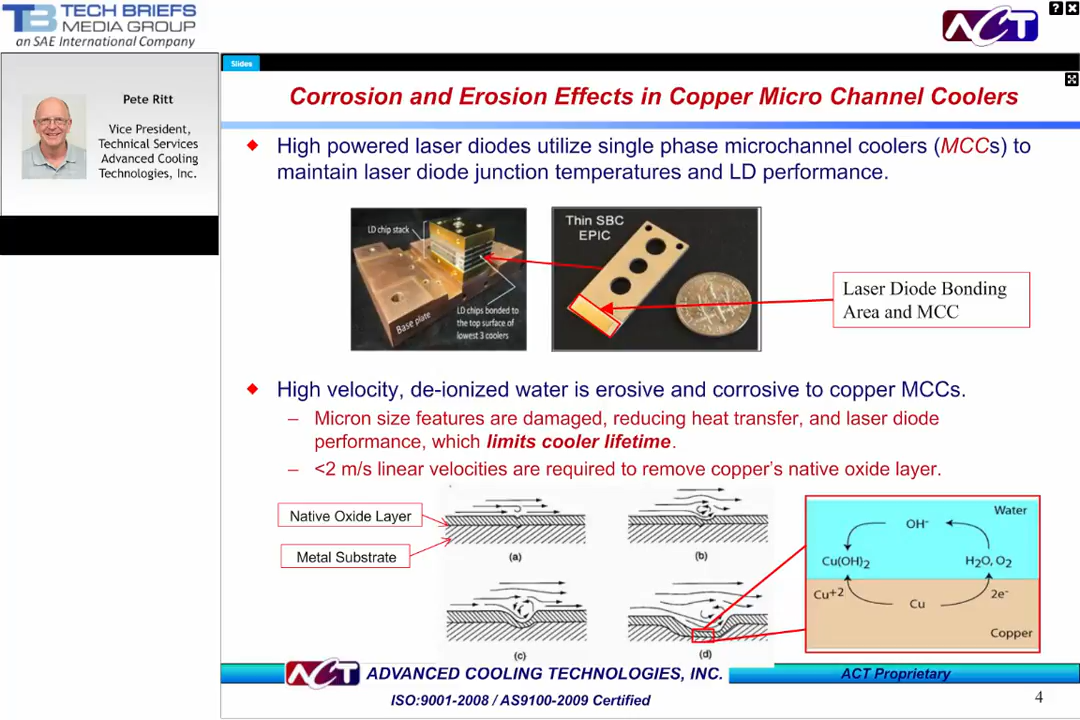 TECH BRIEFS
MEDIA GROUP
an SAE International Company
ACT
? X
Slides
Pete Ritt
Vice President,
Technical Services
Advanced Cooling
Technologies, Inc.
Corrosion and Erosion Effects in Copper Micro Channel Coolers
High powered laser diodes utilize single phase microchannel coolers (MCCs) to
maintain laser diode junction temperatures and LD performance.
LD chip stack
Base plate
LD chips bonded to
the top surface of
lowest 3 coolers
Thin SBC
EPIC
Laser Diode Bonding
Area and MCC
High velocity, de-ionized water is erosive and corrosive to copper MCCs.
– Micron size features are damaged, reducing heat transfer, and laser diode
performance, which limits cooler lifetime.
– <2 m/s linear velocities are required to remove copper's native oxide layer.
Native Oxide Layer
Metal Substrate
(a)
(b)
(c)
(d)
Water
OH⁻
Cu(OH)2
H2O, O2
Cu+2
Cu
2e⁻
Copper
ACT
ADVANCED COOLING TECHNOLOGIES, INC.
ACT Proprietary
ISO:9001-2008 / AS9100-2009 Certified
4